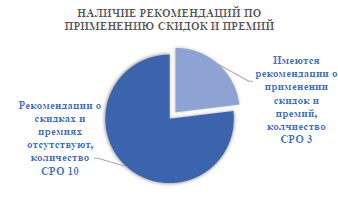 НАЛИЧИЕ РЕКОМЕНДАЦИЙ ПО
ПРИМЕНЕНИЮ СКИДОК И ПРЕМИЙ
Имеются
рекомендации о
применении
скидок и
премий,
колчиество
СРО 3
Рекомендации о
скидках и
премиях
отсутствуют,
количество
СРО 10